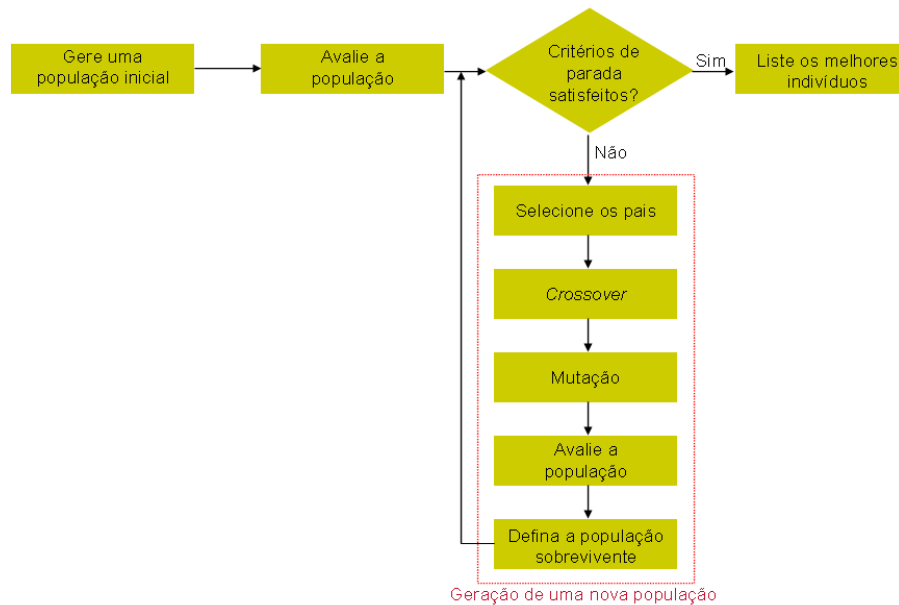 Gere uma
população inicial
Avalie a
população
Critérios de
parada
satisfeitos?
Sim
Liste os melhores
indivíduos
Não
Selecione os pais
Crossover
Mutação
Avalie a
população
Defina a população
sobrevivente
Geração de uma nova população